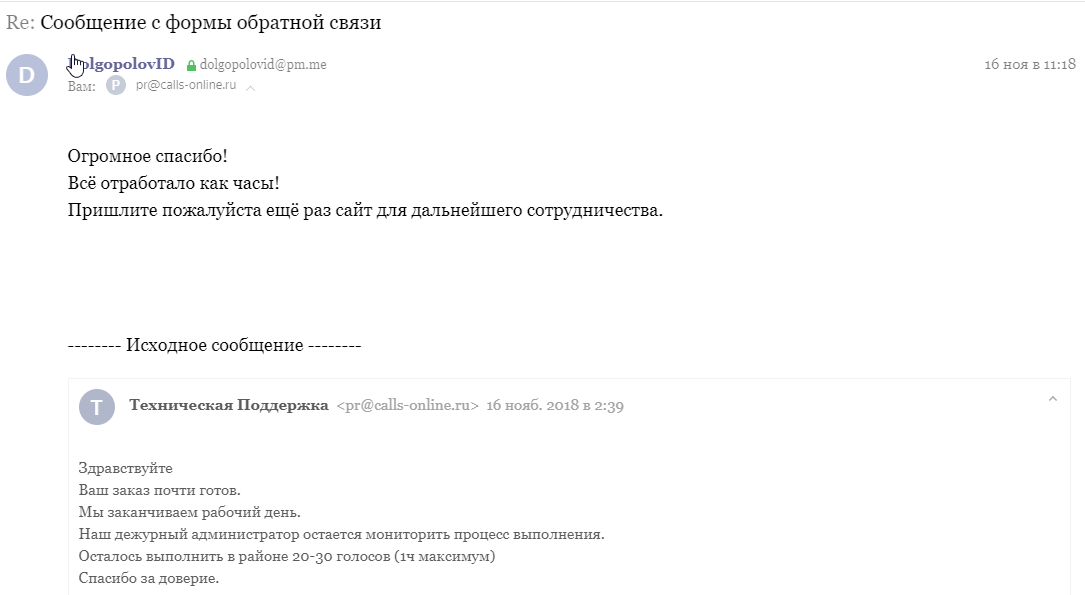 Re: Сообщение с формы обратной связи
D
DolgopolovID dolgopolovid@pm.me
16 ноя в 11:18
Вам: P pr@calls-online.ru
Огромное спасибо!
Всё отработало как часы!
Пришлите пожалуйста ещё раз сайт для дальнейшего сотрудничества.
-------- Исходное сообщение --------
T
Техническая Поддержка <pr@calls-online.ru> 16 нояб. 2018 в 2:39
Здравствуйте
Ваш заказ почти готов.
Мы заканчиваем рабочий день.
Наш дежурный администратор остается мониторить процесс выполнения.
Осталось выполнить в районе 20-30 голосов (1ч максимум)
Спасибо за доверие.